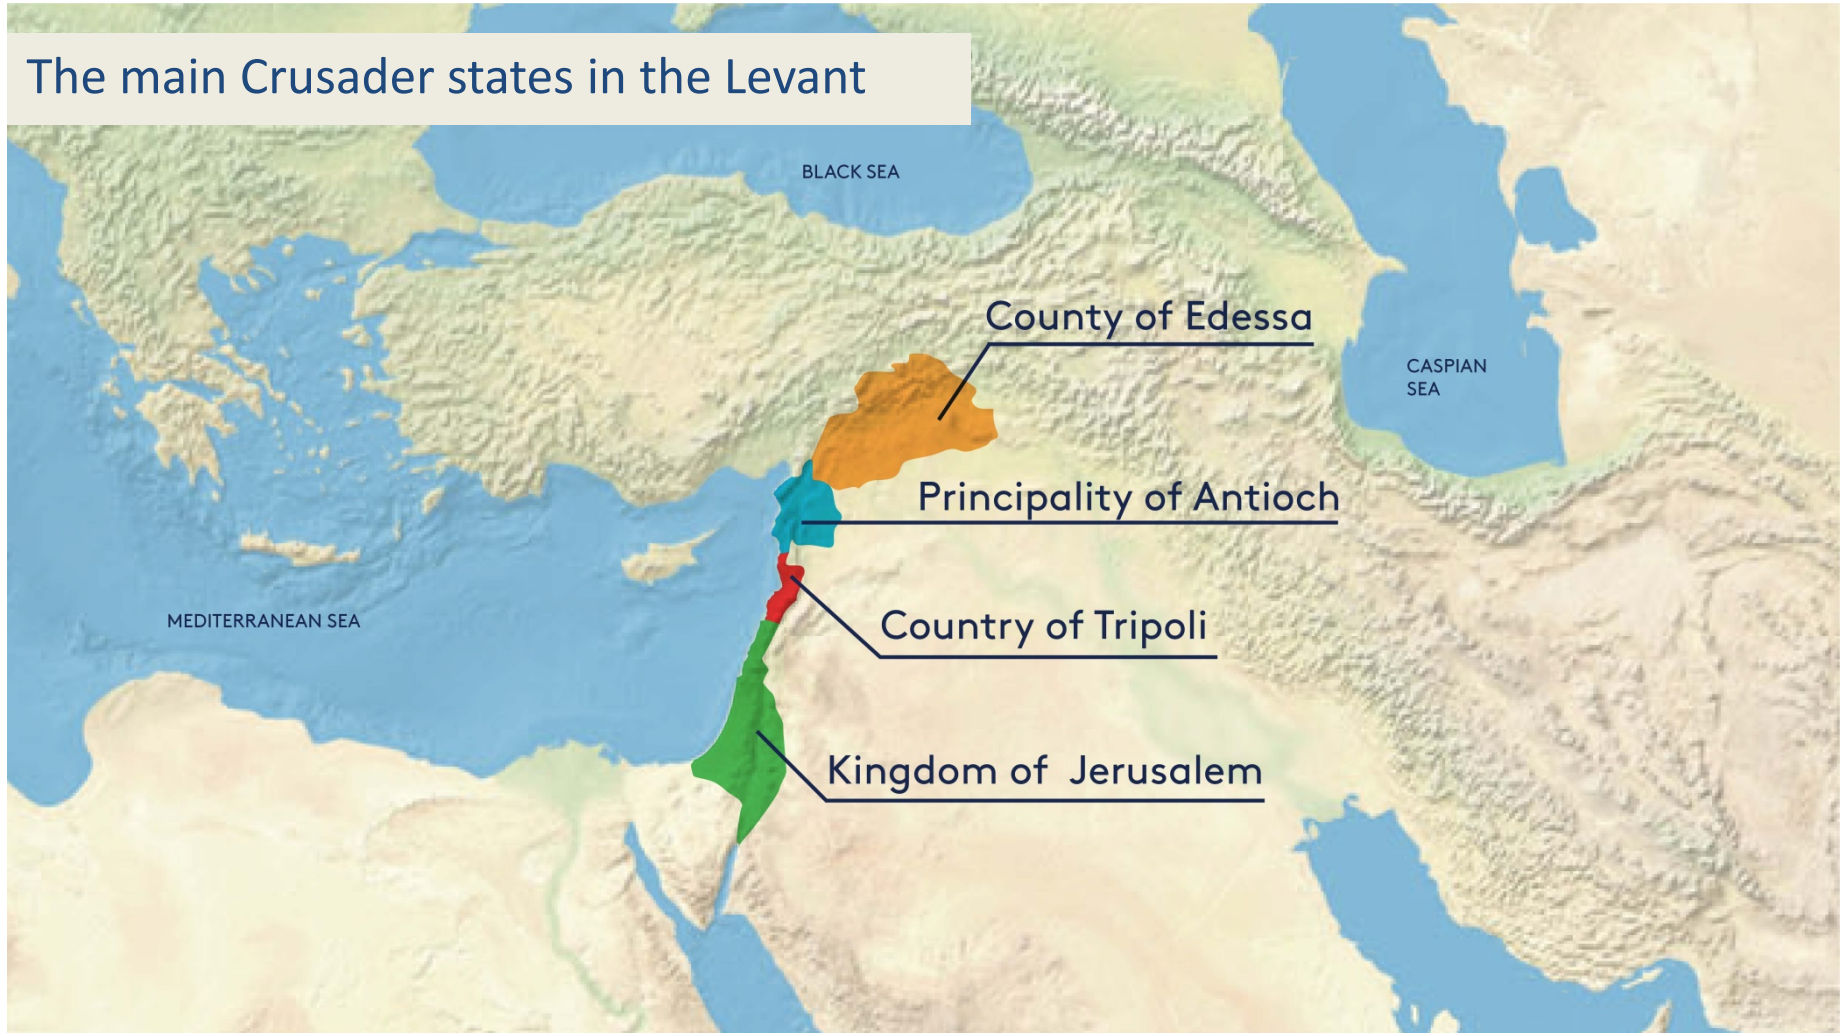 The main Crusader states in the Levant
BLACK SEA
County of Edessa
CASPIAN
SEA
Principality of Antioch
MEDITERRANEAN SEA
Country of Tripoli
Kingdom of Jerusalem